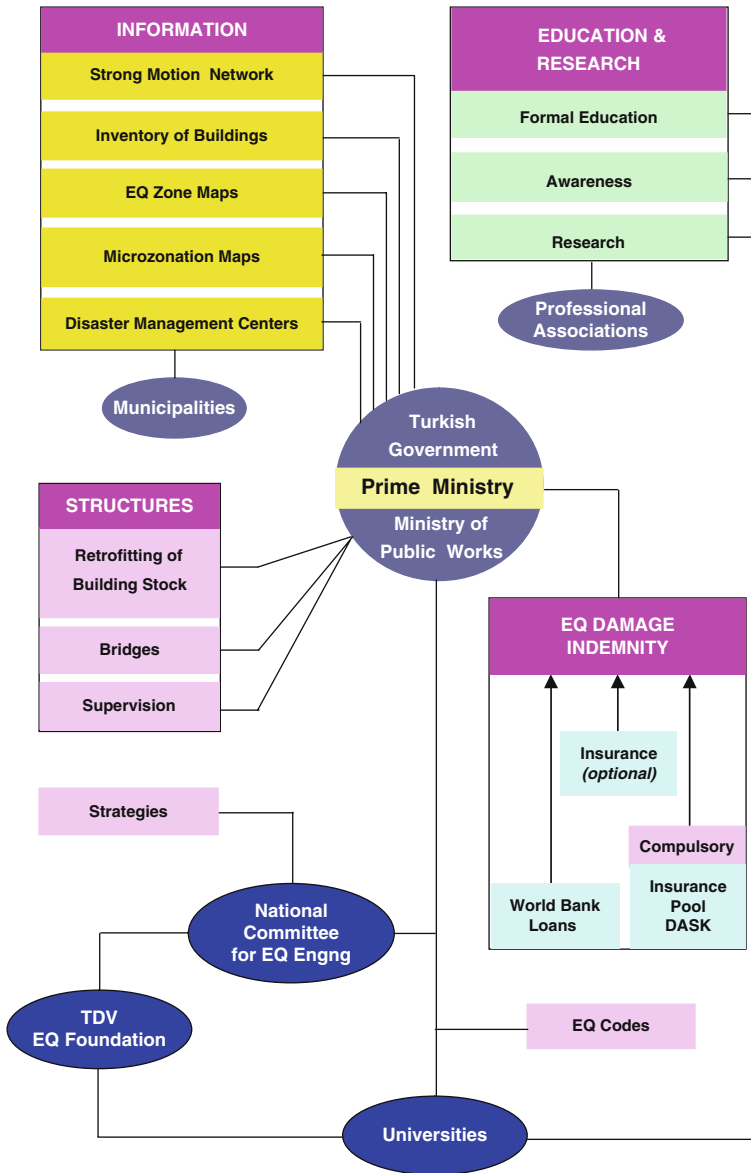 INFORMATION
Strong Motion Network
Inventory of Buildings
EQ Zone Maps
Microzonation Maps
Disaster Management Centers
Municipalities
EDUCATION &
RESEARCH
Formal Education
Awareness
Research
Professional
Associations
Turkish
Government
Prime Ministry
Ministry of
Public Works
STRUCTURES
Retrofitting of
Building Stock
Bridges
Supervision
EQ DAMAGE
INDEMNITY
Insurance
(optional)
Compulsory
Insurance
Pool
DASK
World Bank
Loans
Strategies
National
Committee
for EQ Engng
TDV
EQ Foundation
EQ Codes
Universities